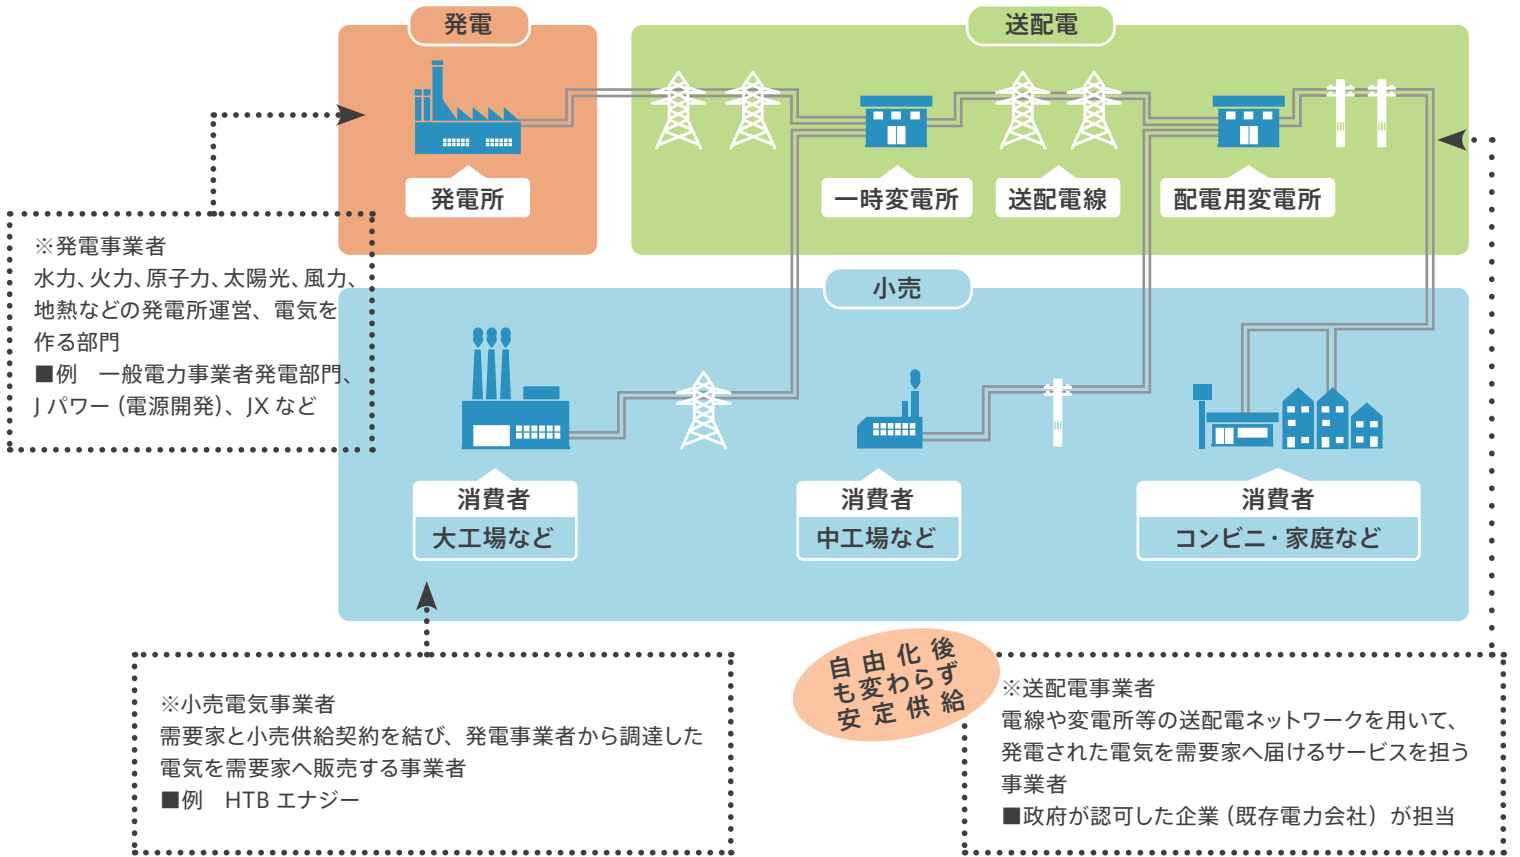 発電
送配電
発電所
一時変電所
送配電線
配電用変電所
※発電事業者
水力、火力、原子力、太陽光、風力、
地熱などの発電所運営、電気を
作る部門
■例　一般電力事業者発電部門、
Jパワー（電源開発）、JXなど
小売
消費者
大工場など
消費者
中工場など
消費者
コンビニ・家庭など
自由化後
も変わらず
安定供給
※小売電気事業者
需要家と小売供給契約を結び、発電事業者から調達した
電気を需要家へ販売する事業者
■例　HTBエナジー
※送配電事業者
電線や変電所等の送配電ネットワークを用いて、
発電された電気を需要家へ届けるサービスを担う
事業者
■政府が認可した企業（既存電力会社）が担当